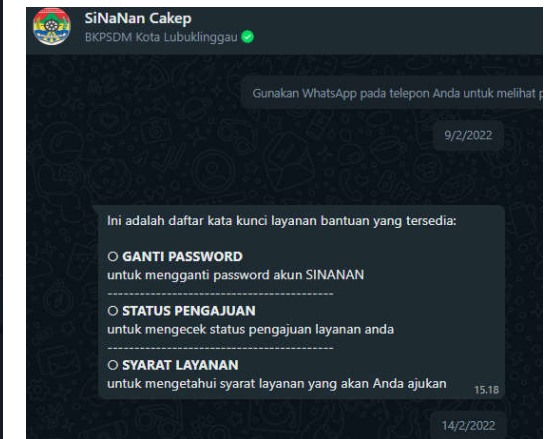 SiNaNan Cakep
BKPSDM Kota Lubuklinggau
Gunakan WhatsApp pada telepon Anda untuk melihat
9/2/2022
Ini adalah daftar kata kunci layanan bantuan yang tersedia:
○ GANTI PASSWORD
untuk mengganti password akun SINANAN
-----------------------------------------
○ STATUS PENGAJUAN
untuk mengecek status pengajuan layanan anda
-----------------------------------------
○ SYARAT LAYANAN
untuk mengetahui syarat layanan yang akan Anda ajukan
15.18
14/2/2022